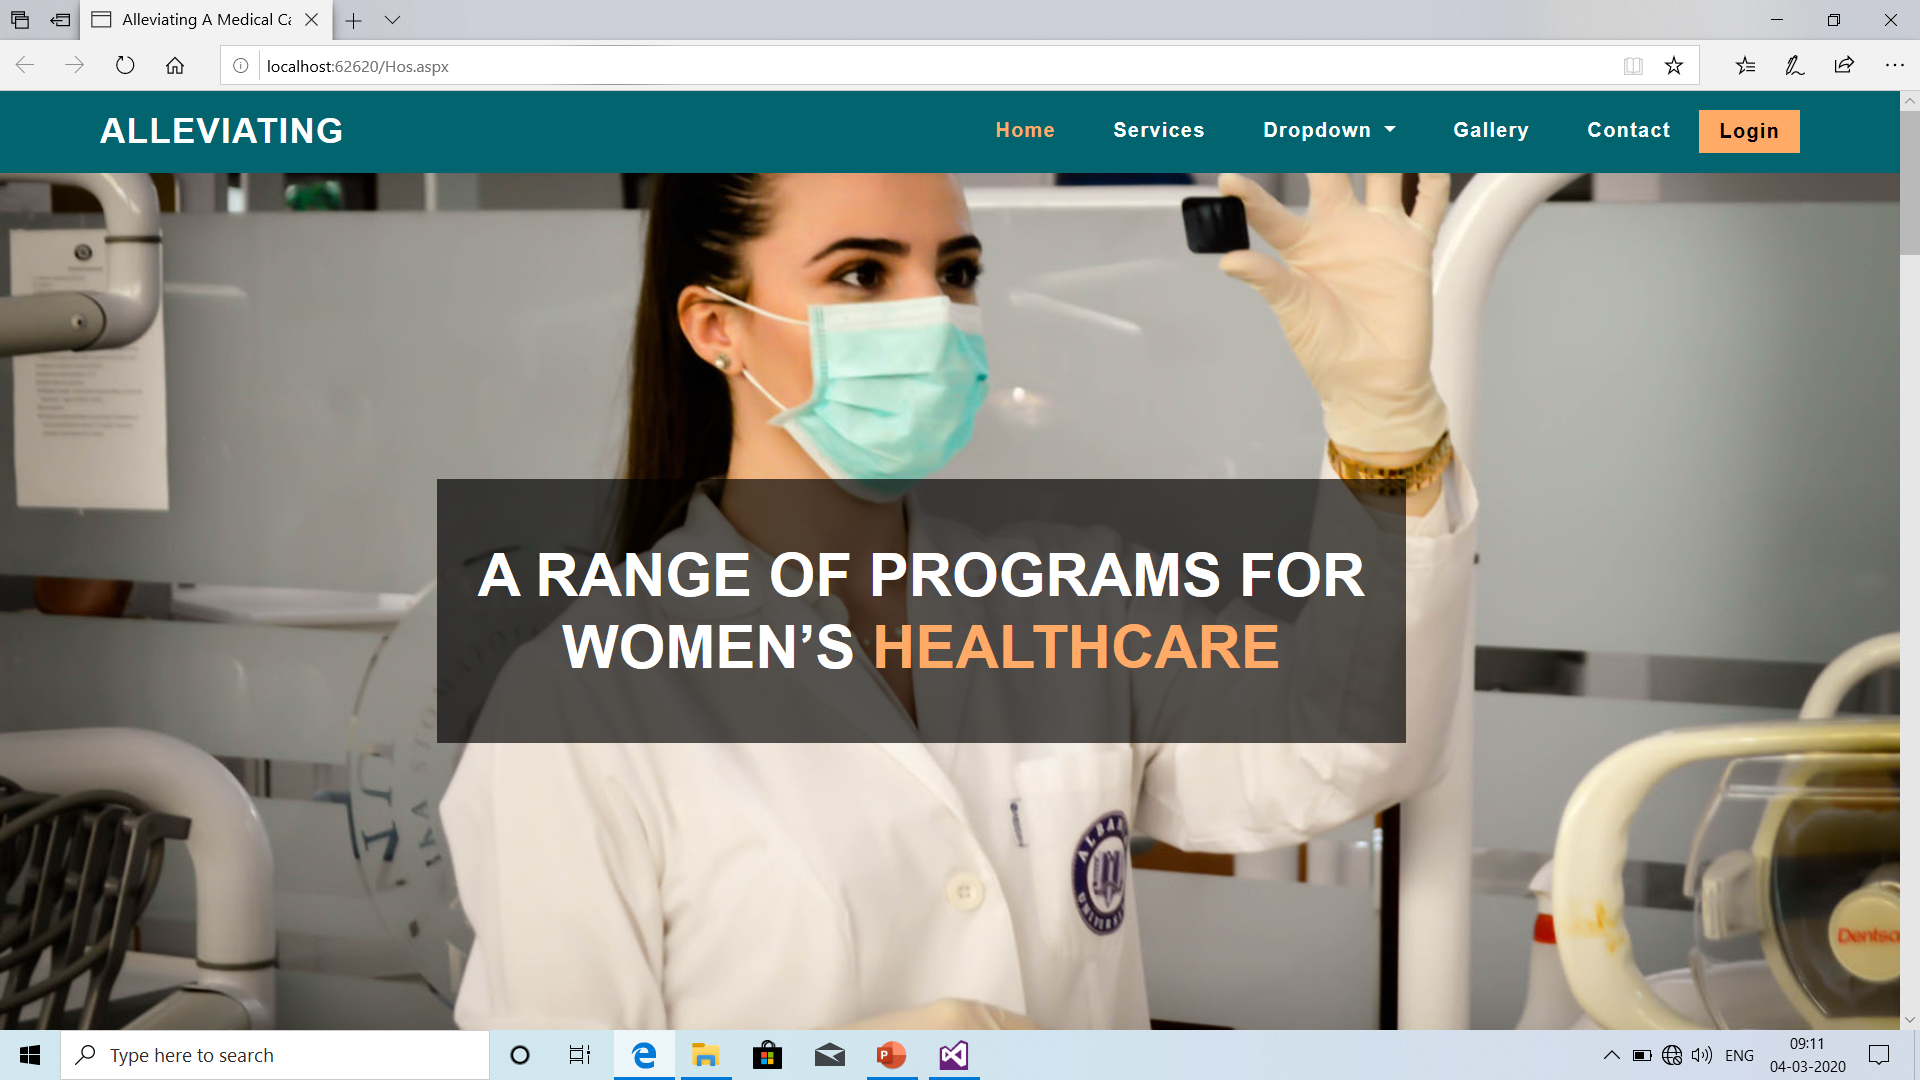 Alleviating A Medical Ca
localhost:62620/Hos.aspx
ALLEVIATING
Home
Services
Dropdown
Gallery
Contact
Login
A RANGE OF PROGRAMS FOR
WOMEN’S HEALTHCARE
Dentsp
Type here to search
ENG
09:11
04-03-2020